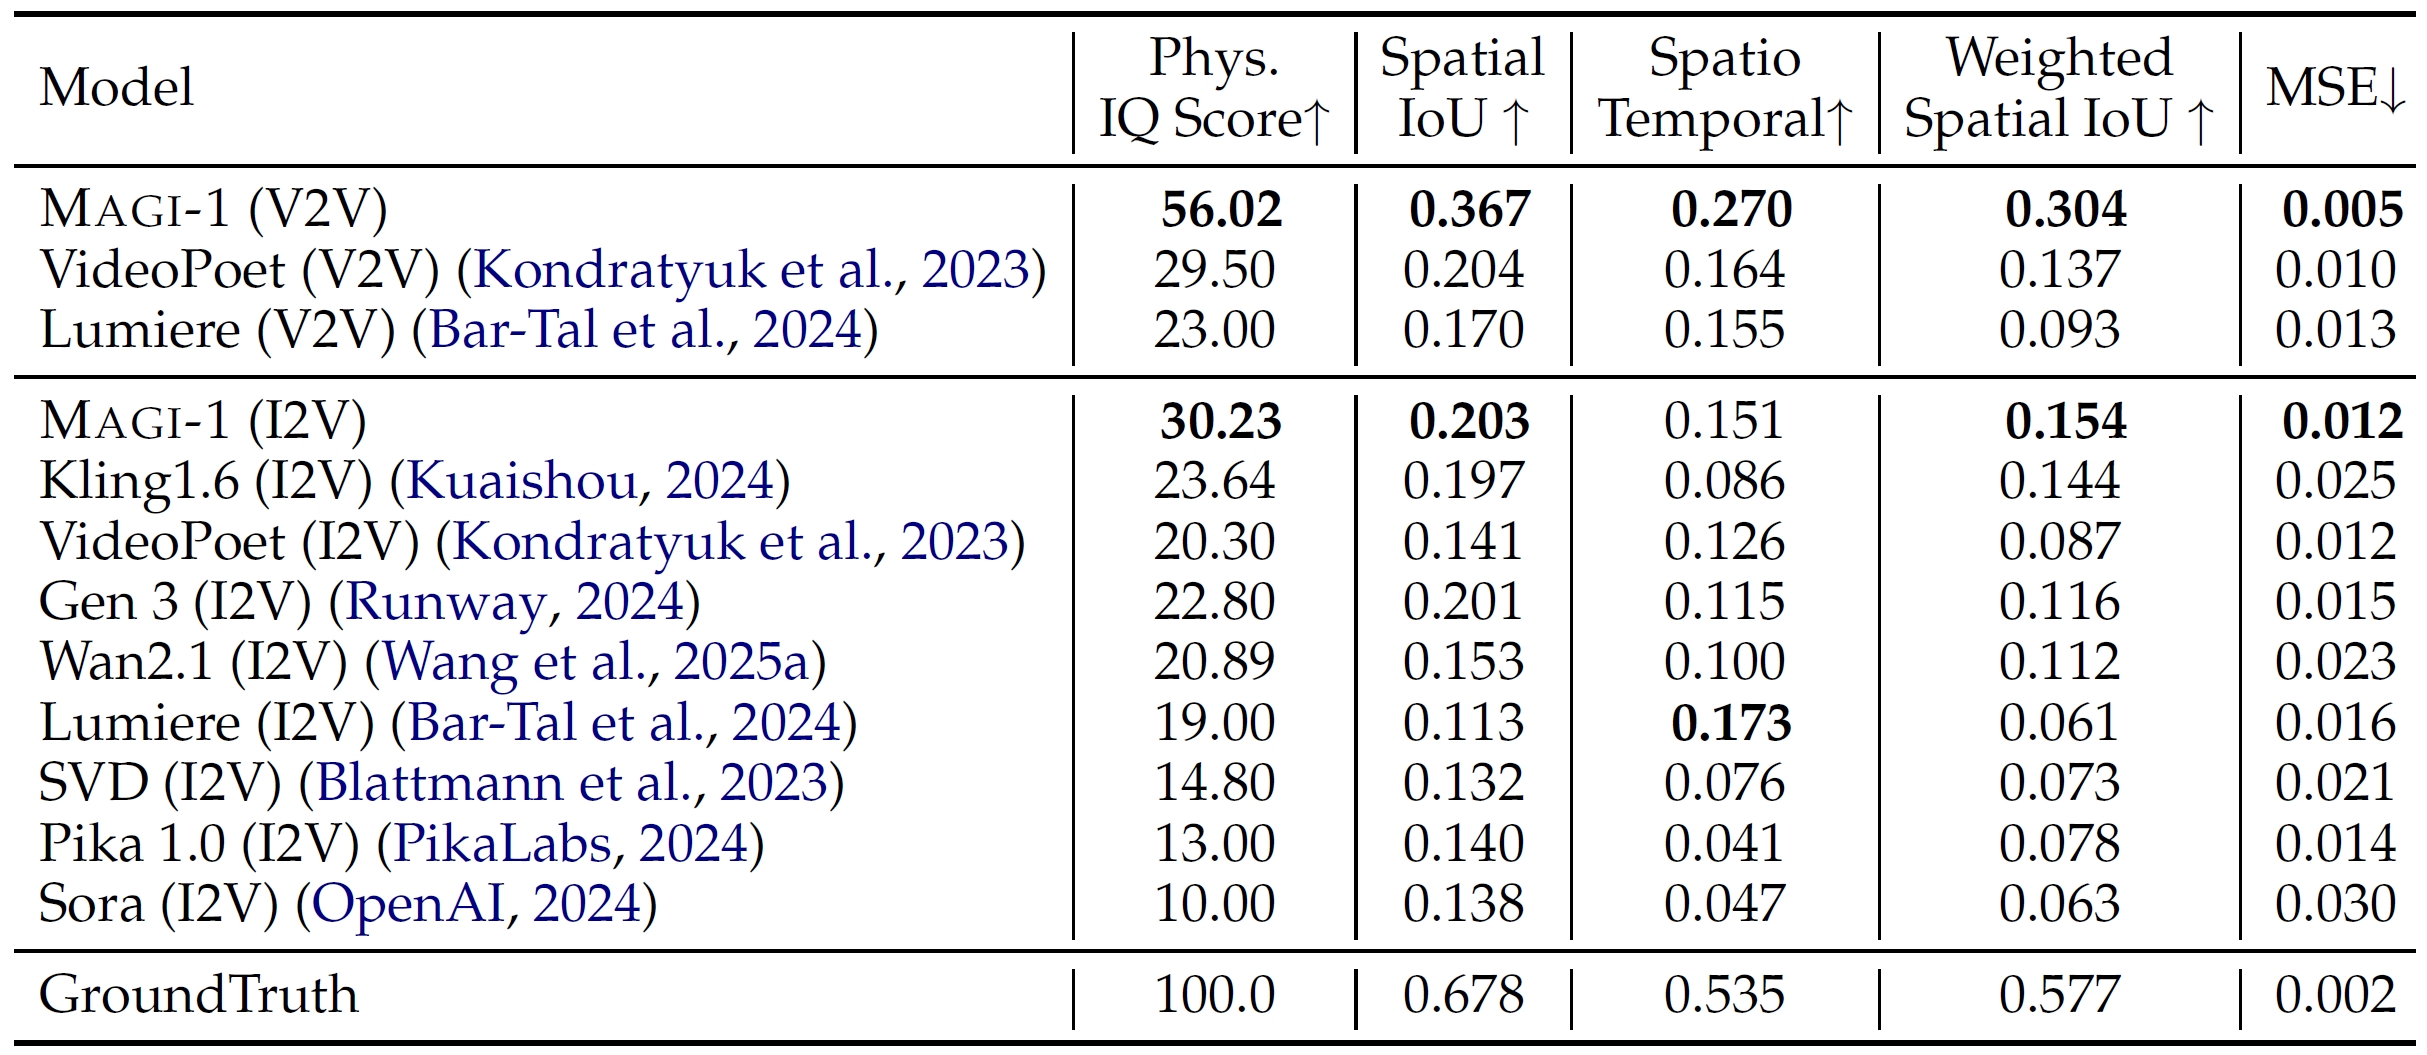 Model | Phys. IQ Score↑ | Spatial IoU ↑ | Spatio Temporal↑ | Weighted Spatial IoU ↑ | MSE↓
MAGI-1 (V2V) | 56.02 | 0.367 | 0.270 | 0.304 | 0.005
VideoPoet (V2V) (Kondratyuk et al., 2023) | 29.50 | 0.204 | 0.164 | 0.137 | 0.010
Lumiere (V2V) (Bar-Tal et al., 2024) | 23.00 | 0.170 | 0.155 | 0.093 | 0.013
MAGI-1 (I2V) | 30.23 | 0.203 | 0.151 | 0.154 | 0.012
Kling1.6 (I2V) (Kuaishou, 2024) | 23.64 | 0.197 | 0.086 | 0.144 | 0.025
VideoPoet (I2V) (Kondratyuk et al., 2023) | 20.30 | 0.141 | 0.126 | 0.087 | 0.012
Gen 3 (I2V) (Runway, 2024) | 22.80 | 0.201 | 0.115 | 0.116 | 0.015
Wan2.1 (I2V) (Wang et al., 2025a) | 20.89 | 0.153 | 0.100 | 0.112 | 0.023
Lumiere (I2V) (Bar-Tal et al., 2024) | 19.00 | 0.113 | 0.173 | 0.061 | 0.016
SVD (I2V) (Blattmann et al., 2023) | 14.80 | 0.132 | 0.076 | 0.073 | 0.021
Pika 1.0 (I2V) (PikaLabs, 2024) | 13.00 | 0.140 | 0.041 | 0.078 | 0.014
Sora (I2V) (OpenAI, 2024) | 10.00 | 0.138 | 0.047 | 0.063 | 0.030
GroundTruth | 100.0 | 0.678 | 0.535 | 0.577 | 0.002